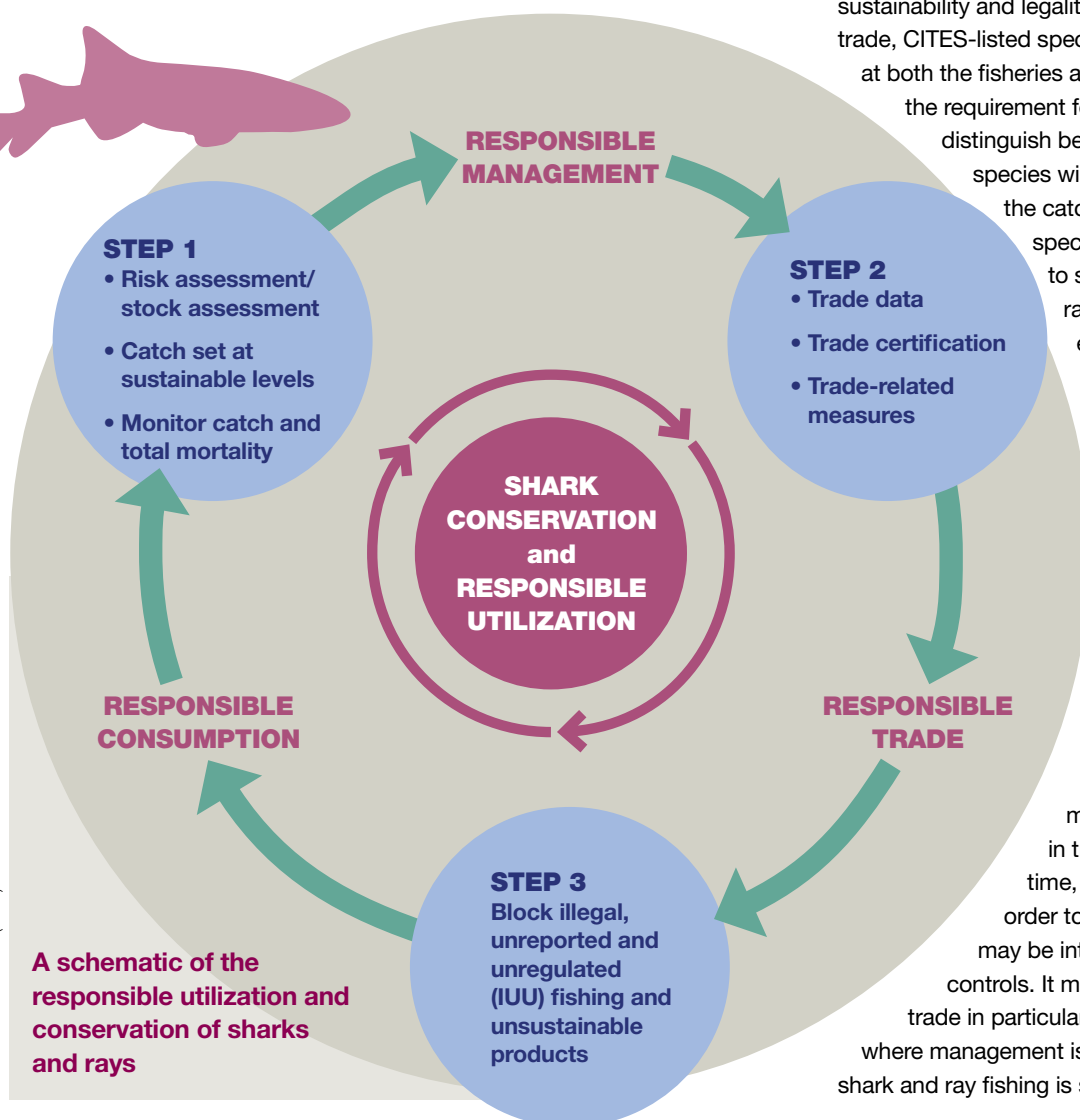 sustainability and legalit
trade, CITES-listed spec
at both the fisheries a
the requirement f
distinguish be
species wi
the catc
spec
to s
ra
e
RESPONSIBLE
MANAGEMENT
STEP 1
• Risk assessment/
stock assessment
• Catch set at
sustainable levels
• Monitor catch and
total mortality
STEP 2
• Trade data
• Trade certification
• Trade-related
measures
SHARK
CONSERVATION
and
RESPONSIBLE
UTILIZATION
RESPONSIBLE
CONSUMPTION
RESPONSIBLE
TRADE
STEP 3
Block illegal,
unreported and
unregulated
(IUU) fishing and
unsustainable
products
A schematic of the
responsible utilization and
conservation of sharks
and rays
m
in t
time,
order to
may be int
controls. It m
trade in particular
where management is
shark and ray fishing is s